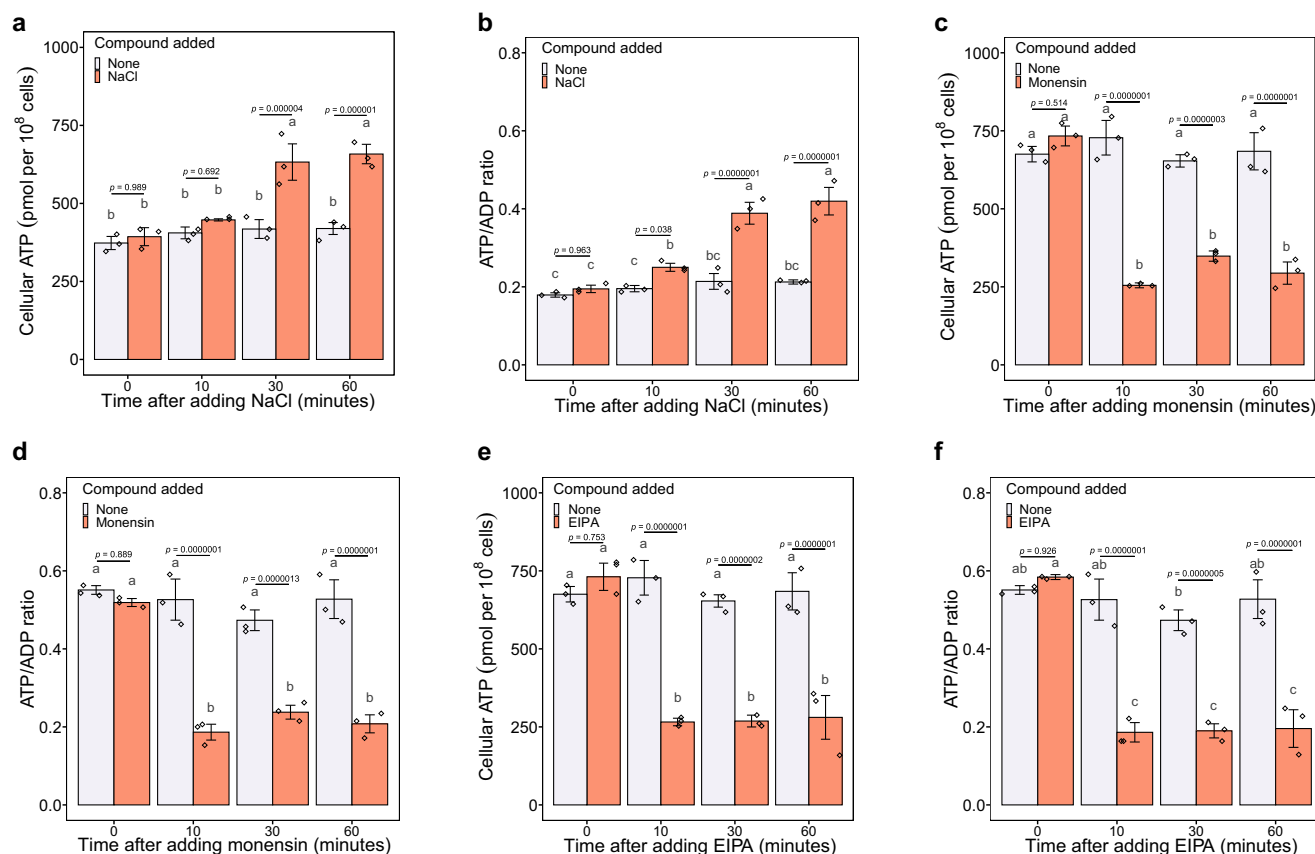 a
Compound added
None
NaCl
Cellular ATP (pmol per 10⁸ cells)
1000
750
500
250
0
p = 0.989
p = 0.692
p = 0.000004
p = 0.000001
b b b b b a b a
0 10 30 60
Time after adding NaCl (minutes)
b
Compound added
None
NaCl
ATP/ADP ratio
0.8
0.6
0.4
0.2
0.0
p = 0.963
p = 0.038
p = 0.0000001
p = 0.0000001
c c c b bc a bc a
0 10 30 60
Time after adding NaCl (minutes)
c
Compound added
None
Monensin
Cellular ATP (pmol per 10⁸ cells)
1000
750
500
250
0
p = 0.514
p = 0.0000001
p = 0.0000003
p = 0.0000001
a a a b a b a b
0 10 30 60
Time after adding monensin (minutes)
d
Compound added
None
Monensin
ATP/ADP ratio
0.8
0.6
0.4
0.2
0.0
p = 0.889
p = 0.0000001
p = 0.0000013
p = 0.0000001
a a a b a b a b
0 10 30 60
Time after adding monensin (minutes)
e
Compound added
None
EIPA
Cellular ATP (pmol per 10⁸ cells)
1000
750
500
250
0
p = 0.753
p = 0.0000001
p = 0.0000002
p = 0.0000001
a a a b a b a b
0 10 30 60
Time after adding EIPA (minutes)
f
Compound added
None
EIPA
ATP/ADP ratio
0.8
0.6
0.4
0.2
0.0
p = 0.926
p = 0.0000001
p = 0.0000005
p = 0.0000001
ab a ab c b c ab c
0 10 30 60
Time after adding EIPA (minutes)